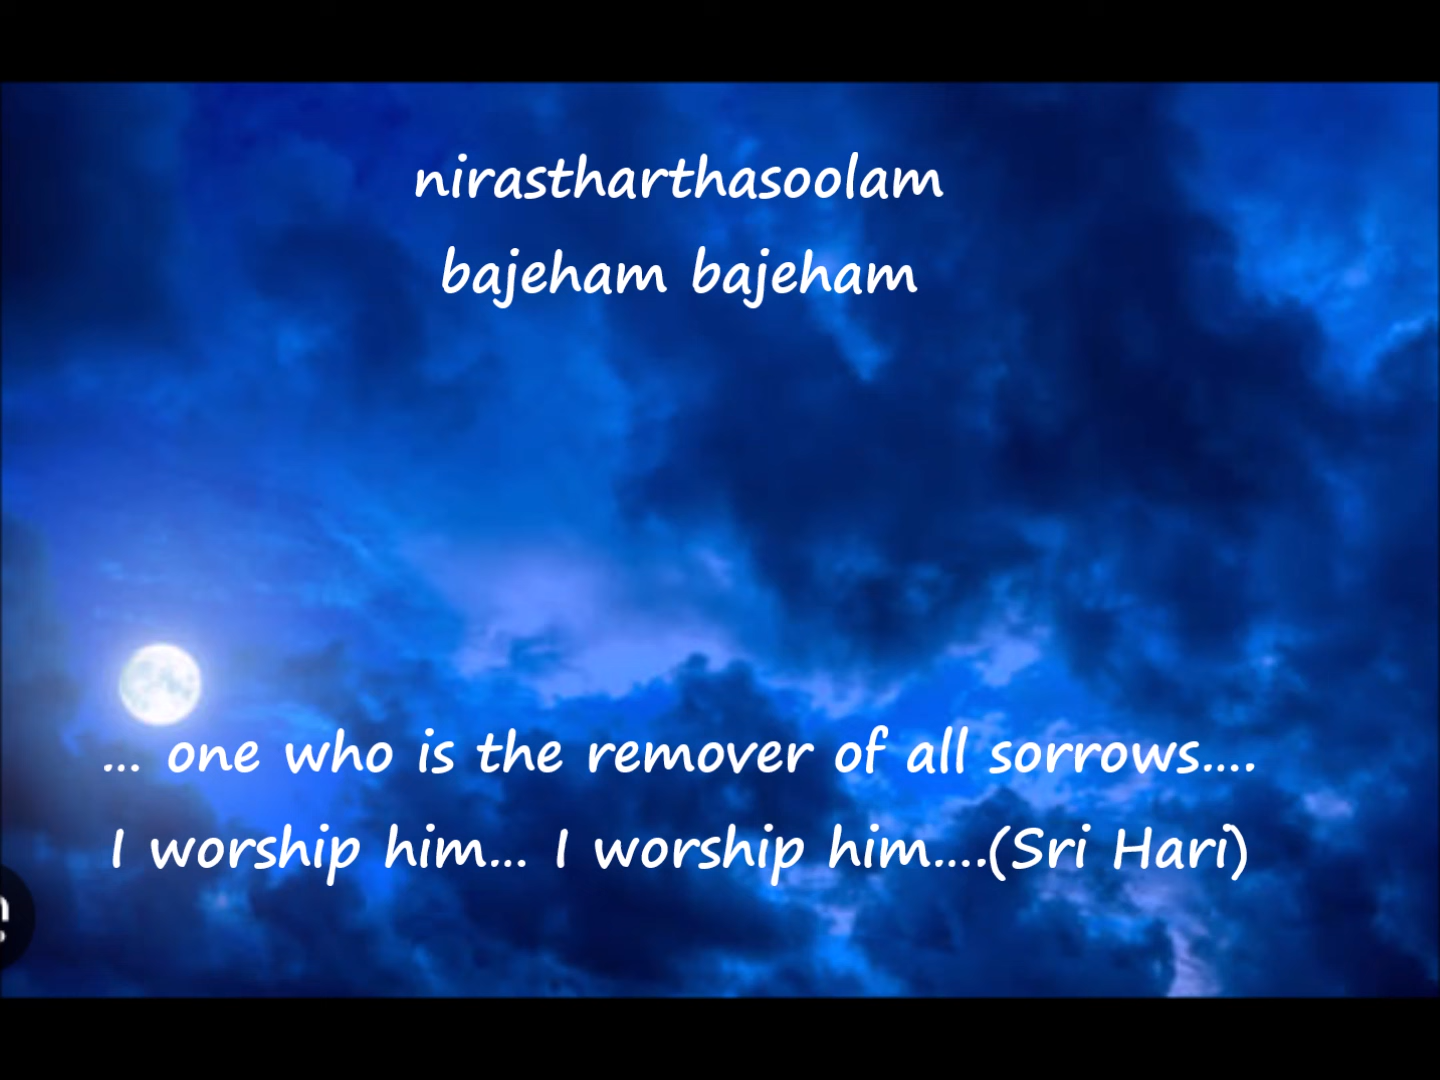 nirastharthasoolam
bajeham bajeham
... one who is the remover of all sorrows....
I worship him... I worship him....(Sri Hari)